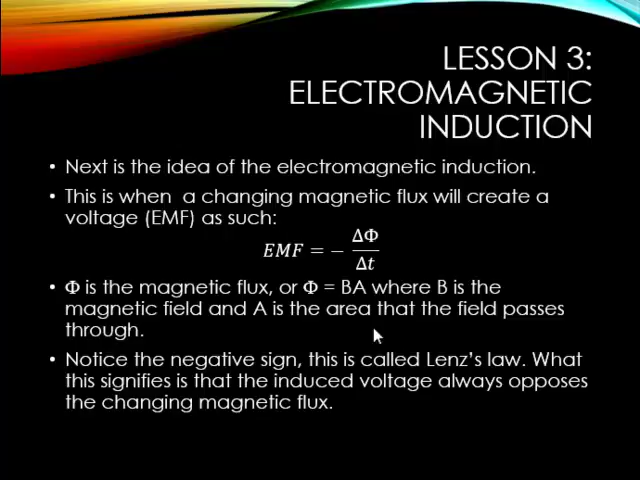 LESSON 3:
ELECTROMAGNETIC
INDUCTION
• Next is the idea of the electromagnetic induction.
• This is when a changing magnetic flux will create a
voltage (EMF) as such:
EMF = − ΔΦ/Δt
• Φ is the magnetic flux, or Φ = BA where B is the
magnetic field and A is the area that the field passes
through.
• Notice the negative sign, this is called Lenz's law. What
this signifies is that the induced voltage always opposes
the changing magnetic flux.